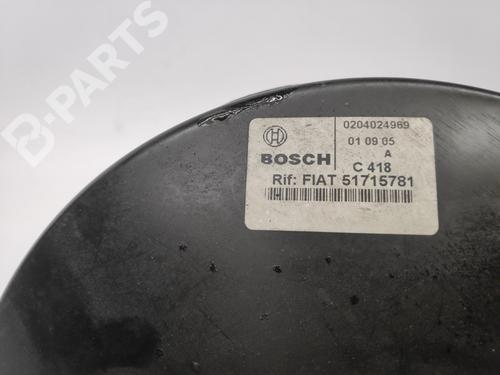 B-PARTS
0204024969
01 09 05
A
BOSCH
C 418
Rif: FIAT 51715781